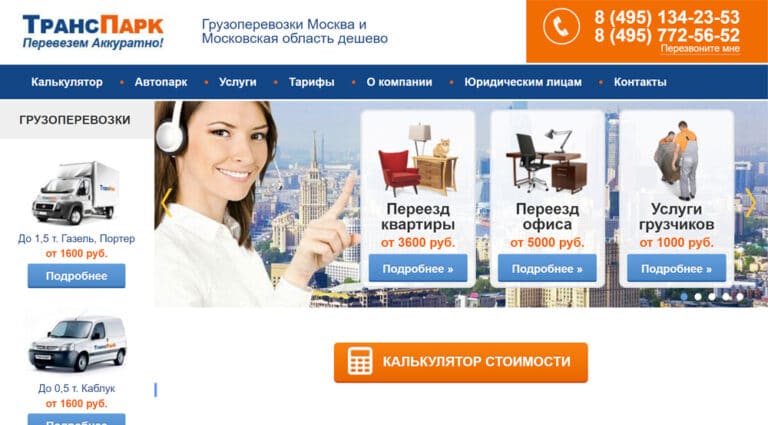 ТрансПарк
Перевезем Аккуратно!
Грузоперевозки Москва и
Московская область дешево
8 (495) 134-23-53
8 (495) 772-56-52
Перезвоните мне
Калькулятор • Автопарк • Услуги • Тарифы • О компании • Юридическим лицам • Контакты
ГРУЗОПЕРЕВОЗКИ
ТрансПарк
До 1,5 т. Газель, Портер
от 1600 руб.
Подробнее
ТрансПарк
До 0,5 т. Каблук
от 1600 руб.
Подробнее
Переезд
квартиры
от 3600 руб.
Подробнее »
Переезд
офиса
от 5000 руб.
Подробнее »
Услуги
грузчиков
от 1000 руб.
Подробнее »
КАЛЬКУЛЯТОР СТОИМОСТИ